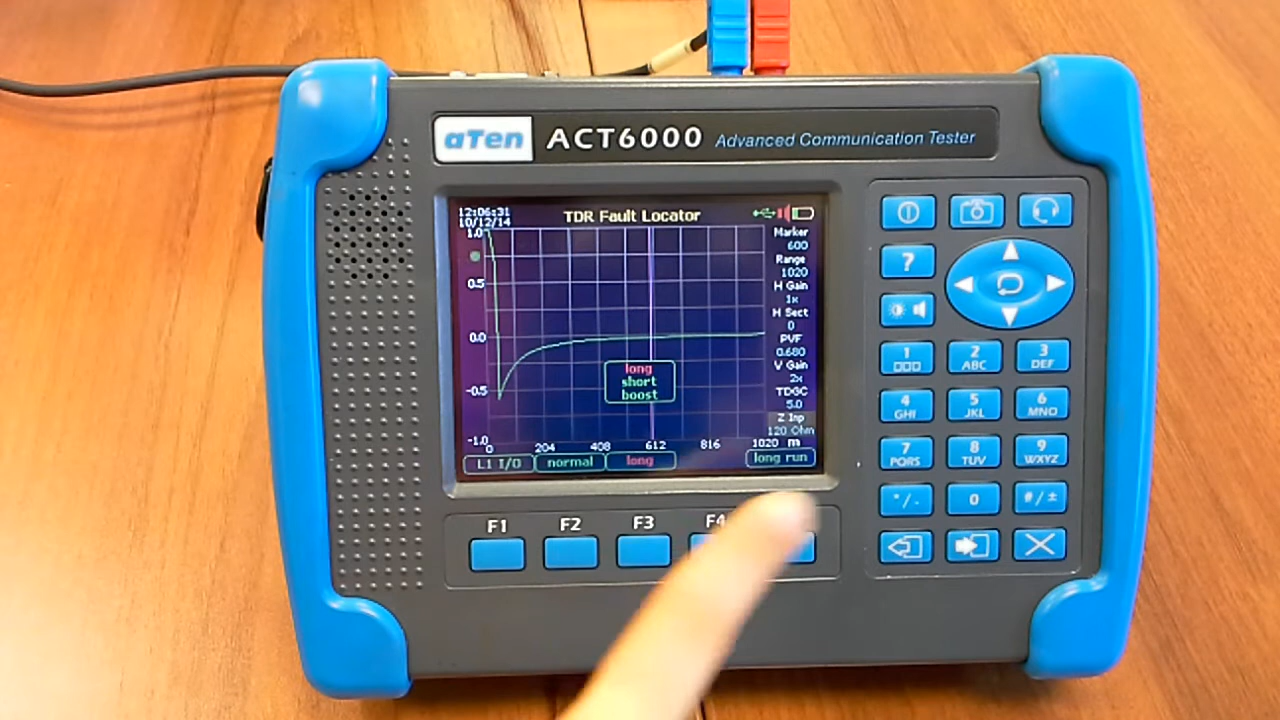 aTen ACT6000 Advanced Communication Tester
12:06:31
10/12/14
TDR Fault Locator
1.0
0.5
0.0
-0.5
-1.0
Marker
600
Range
1020
H Gain
1x
H Sect
0
PVF
0.680
V Gain
2x
TDGC
5.0
Z Inp
120 Ohm
long
short
boost
0 204 408 612 816 1020 m
L1 I/O normal long long run
F1 F2 F3 F4
?
1 2 ABC 3 DEF
4 GHI 5 JKL 6 MNO
7 PQRS 8 TUV 9 WXYZ
*/. 0 #/±